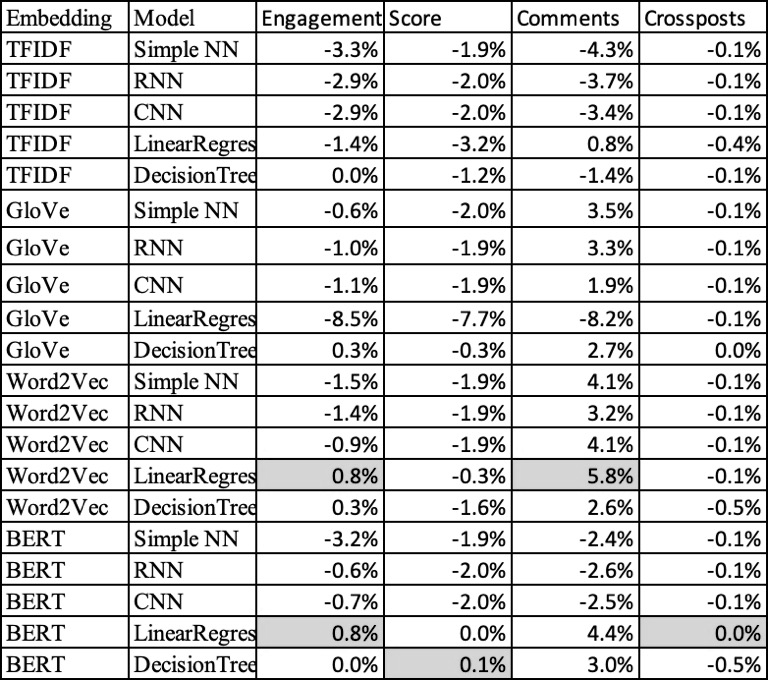 Embedding Model Engagement Score Comments Crossposts
TFIDF Simple NN -3.3% -1.9% -4.3% -0.1%
TFIDF RNN -2.9% -2.0% -3.7% -0.1%
TFIDF CNN -2.9% -2.0% -3.4% -0.1%
TFIDF LinearRegres -1.4% -3.2% 0.8% -0.4%
TFIDF DecisionTree 0.0% -1.2% -1.4% -0.1%
GloVe Simple NN -0.6% -2.0% 3.5% -0.1%
GloVe RNN -1.0% -1.9% 3.3% -0.1%
GloVe CNN -1.1% -1.9% 1.9% -0.1%
GloVe LinearRegres -8.5% -7.7% -8.2% -0.1%
GloVe DecisionTree 0.3% -0.3% 2.7% 0.0%
Word2Vec Simple NN -1.5% -1.9% 4.1% -0.1%
Word2Vec RNN -1.4% -1.9% 3.2% -0.1%
Word2Vec CNN -0.9% -1.9% 4.1% -0.1%
Word2Vec LinearRegres 0.8% -0.3% 5.8% -0.1%
Word2Vec DecisionTree 0.3% -1.6% 2.6% -0.5%
BERT Simple NN -3.2% -1.9% -2.4% -0.1%
BERT RNN -0.6% -2.0% -2.6% -0.1%
BERT CNN -0.7% -2.0% -2.5% -0.1%
BERT LinearRegres 0.8% 0.0% 4.4% 0.0%
BERT DecisionTree 0.0% 0.1% 3.0% -0.5%